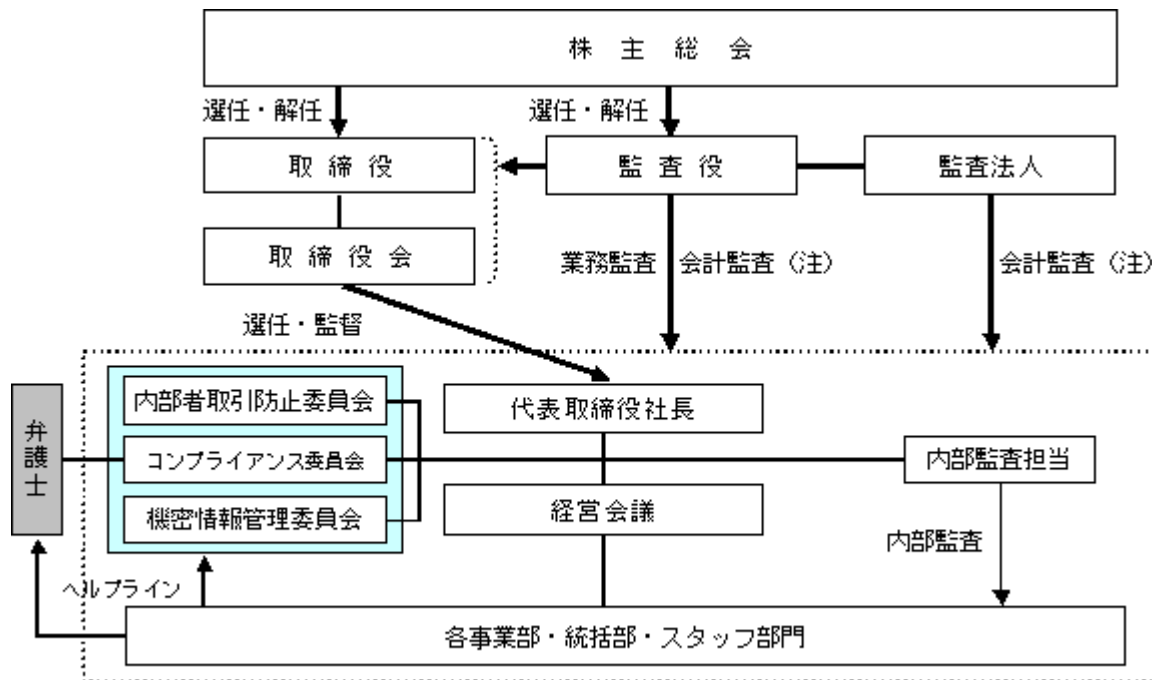 株主総会
選任・解任
選任・解任
取締役
監査役
監査法人
取締役会
業務監査
会計監査（注）
会計監査（注）
選任・監督
弁護士
内部者取引防止委員会
コンプライアンス委員会
機密情報管理委員会
代表取締役社長
経営会議
内部監査担当
内部監査
ヘルプライン
各事業部・統括部・スタッフ部門